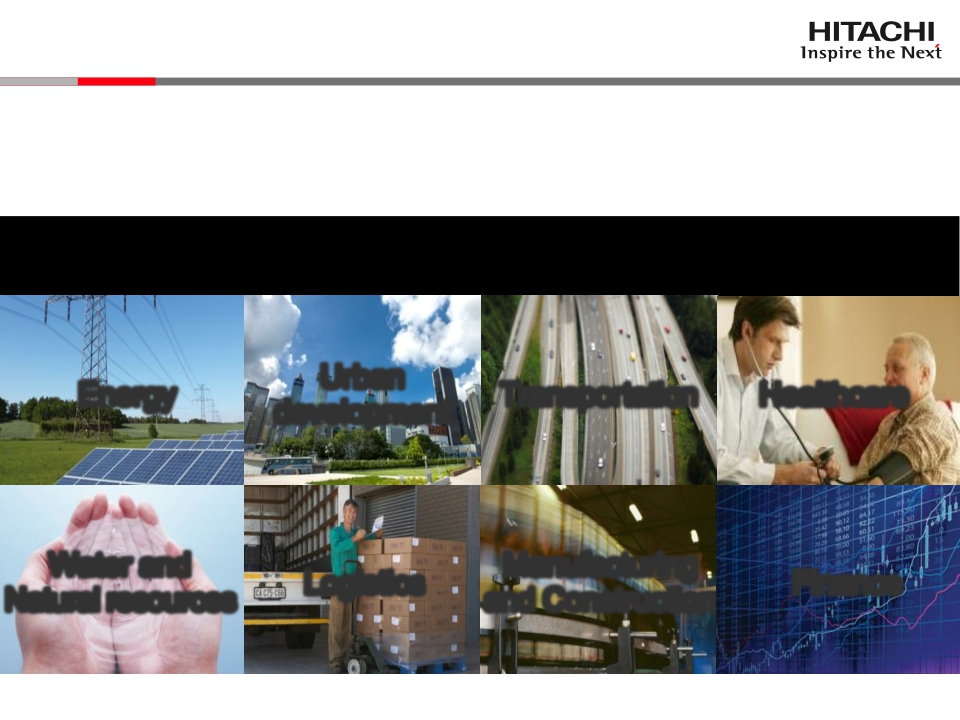 HITACHI
Inspire the Next
Energy
Urban
development
Transportation
Healthcare
Water and
Natural resources
Logistics
Manufacturing
and Construction
Finance